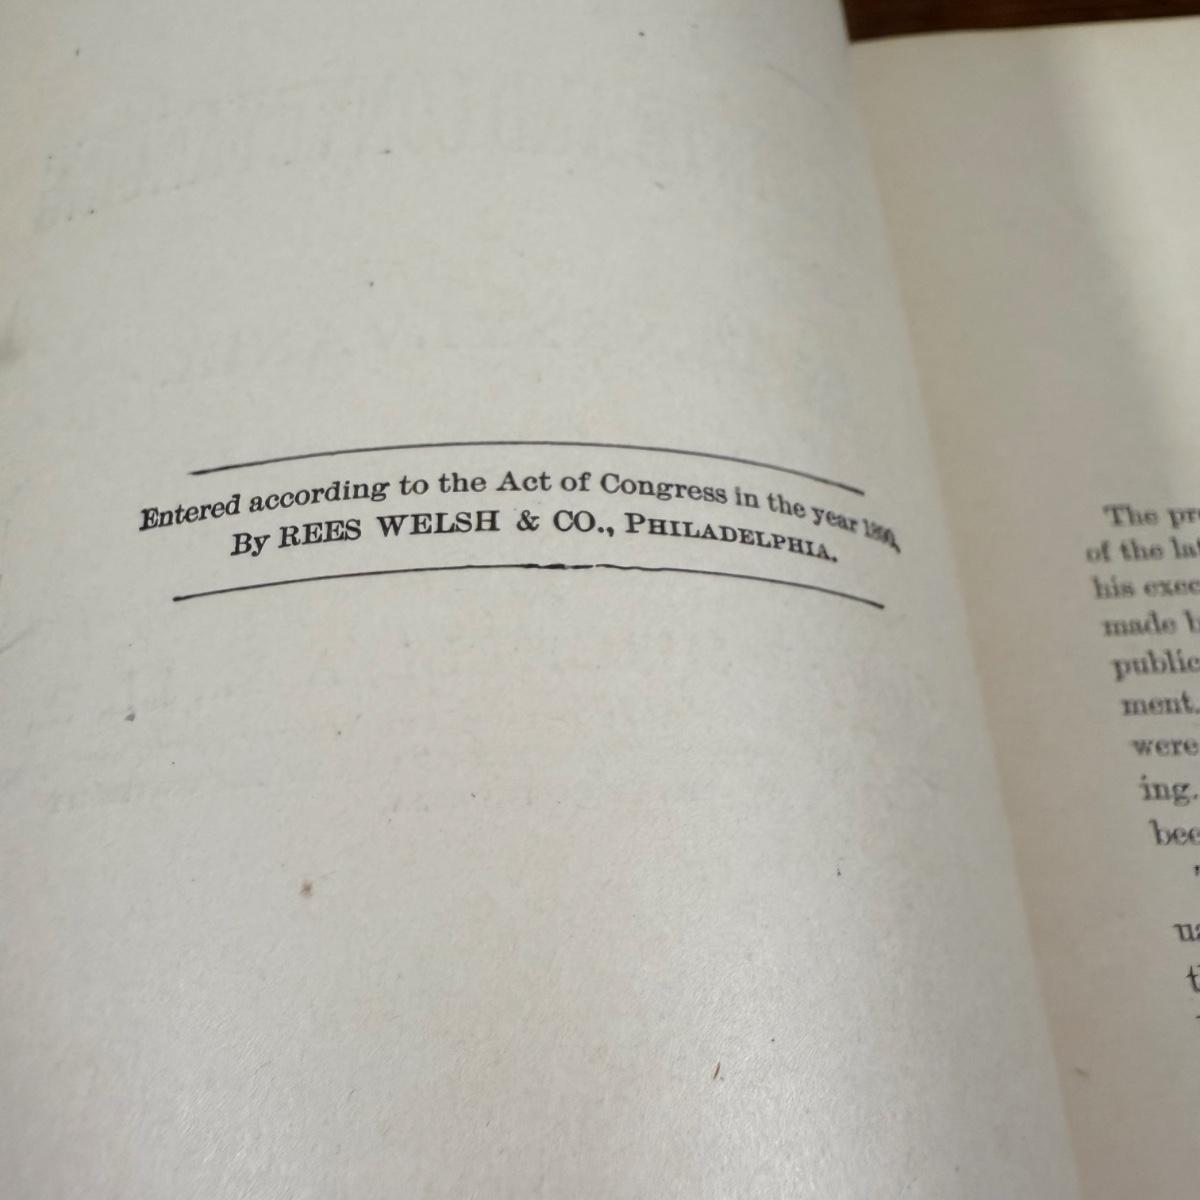 Entered according to the Act of Congress in the year 1890,
By REES WELSH & CO., PHILADELPHIA.
The
of the
his
made
public
ment.
were
ing.